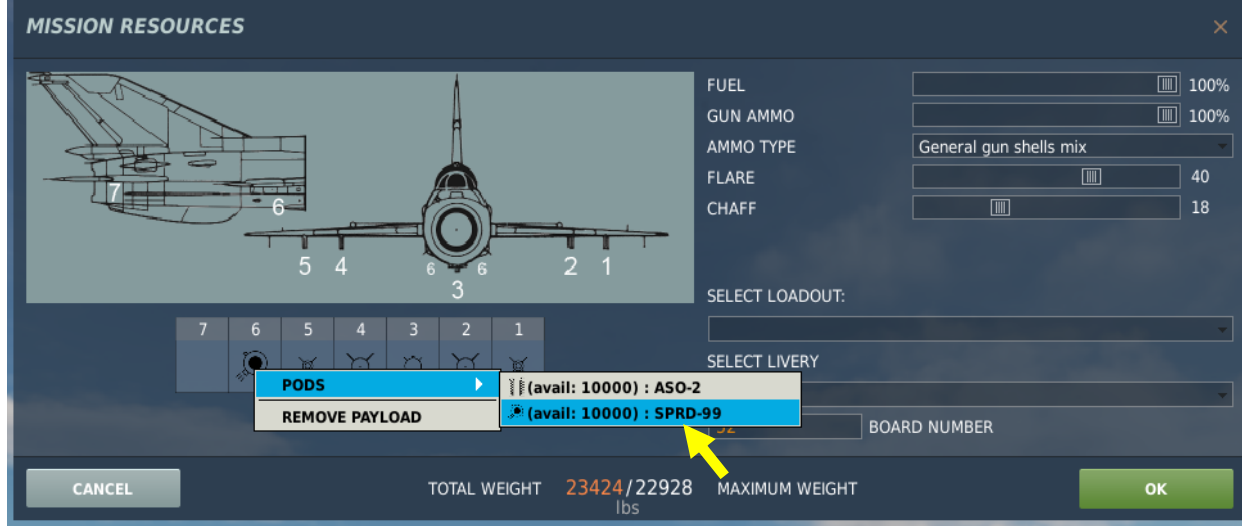 MISSION RESOURCES ×
7
6
5 4 6 6 2 1
3
7 6 5 4 3 2 1
PODS
REMOVE PAYLOAD
(avail: 10000) : ASO-2
(avail: 10000) : SPRD-99
FUEL 100%
GUN AMMO 100%
AMMO TYPE General gun shells mix
FLARE 40
CHAFF 18
SELECT LOADOUT:
SELECT LIVERY
BOARD NUMBER
CANCEL
TOTAL WEIGHT 23424/22928 MAXIMUM WEIGHT
lbs
OK